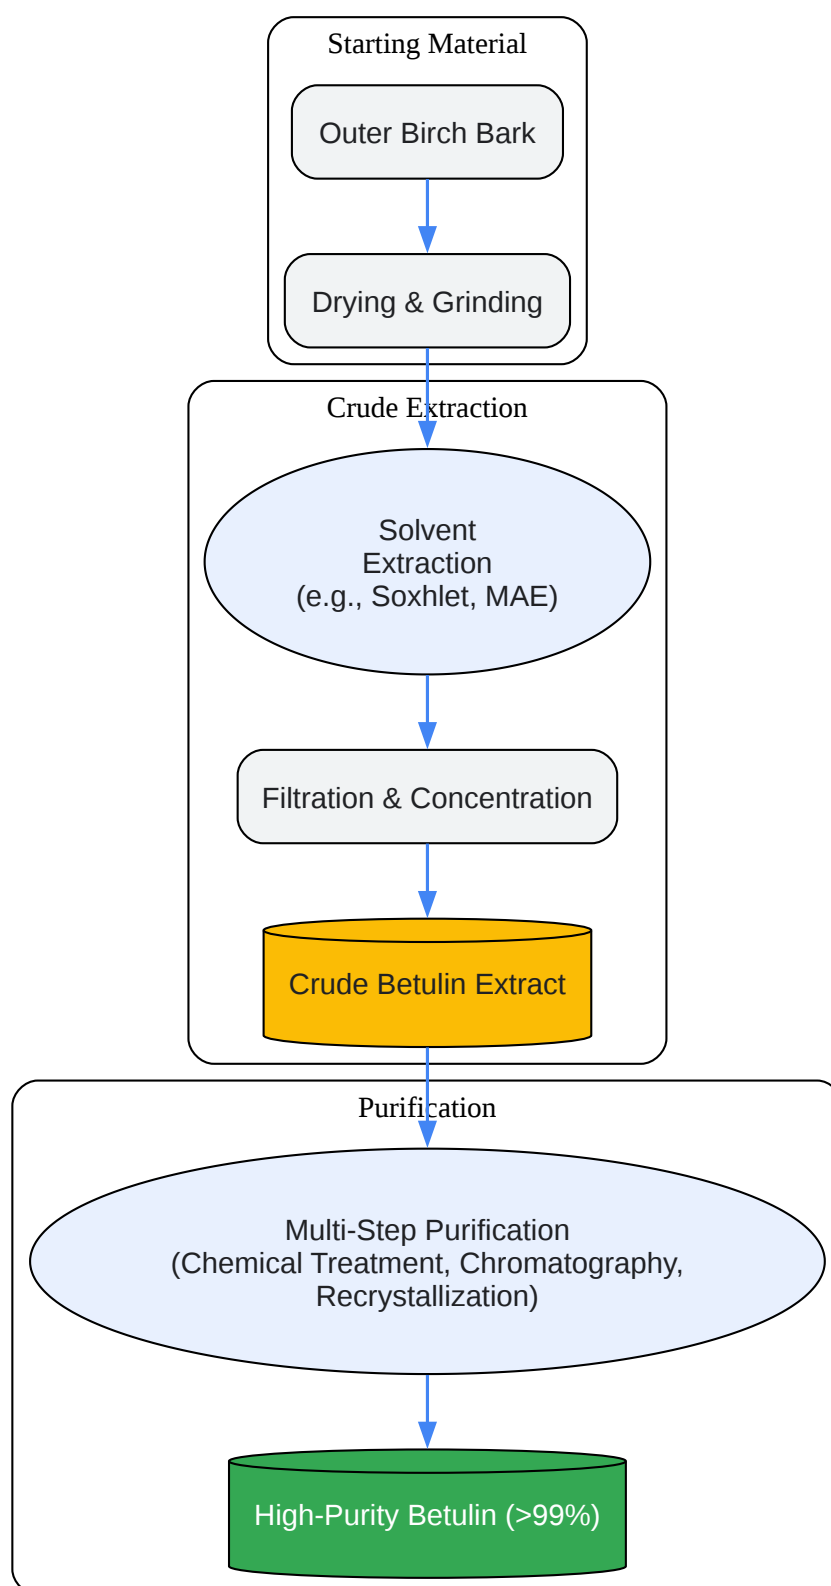 Starting Material
Outer Birch Bark
Drying & Grinding
Crude Extraction
Solvent
Extraction
(e.g., Soxhlet, MAE)
Filtration & Concentration
Crude Betulin Extract
Purification
Multi-Step Purification
(Chemical Treatment, Chromatography,
Recrystallization)
High-Purity Betulin (>99%)